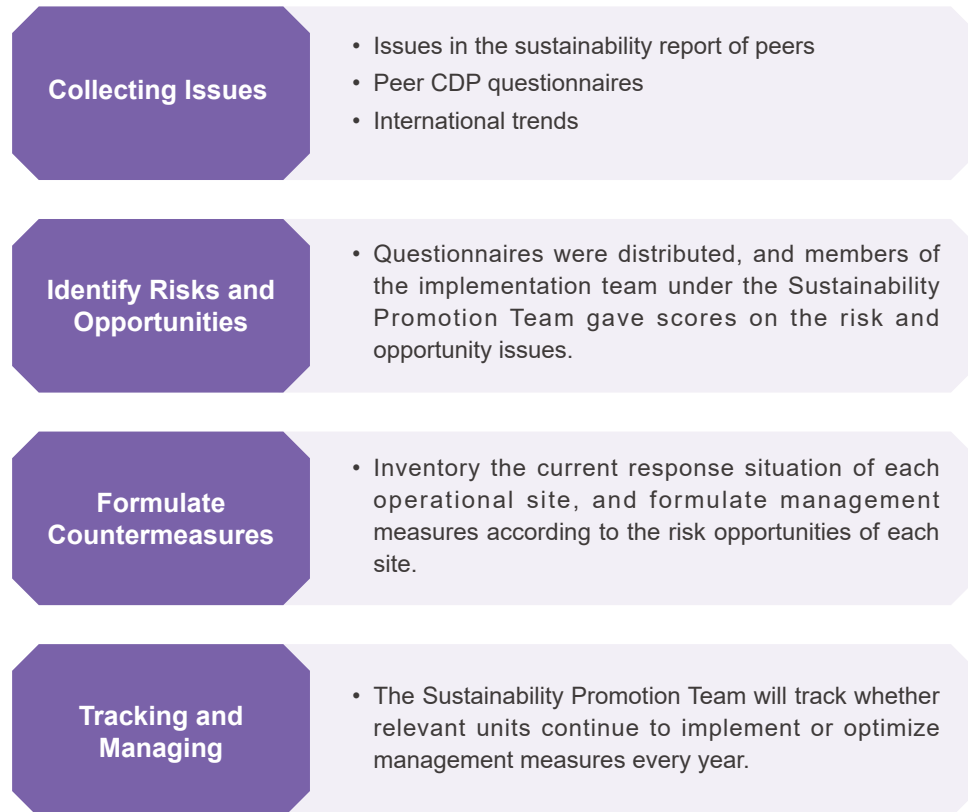 Collecting Issues
• Issues in the sustainability report of peers
• Peer CDP questionnaires
• International trends
Identify Risks and
Opportunities
• Questionnaires were distributed, and members of
the implementation team under the Sustainability
Promotion Team gave scores on the risk and
opportunity issues.
Formulate
Countermeasures
• Inventory the current response situation of each
operational site, and formulate management
measures according to the risk opportunities of each
site.
Tracking and
Managing
• The Sustainability Promotion Team will track whether
relevant units continue to implement or optimize
management measures every year.